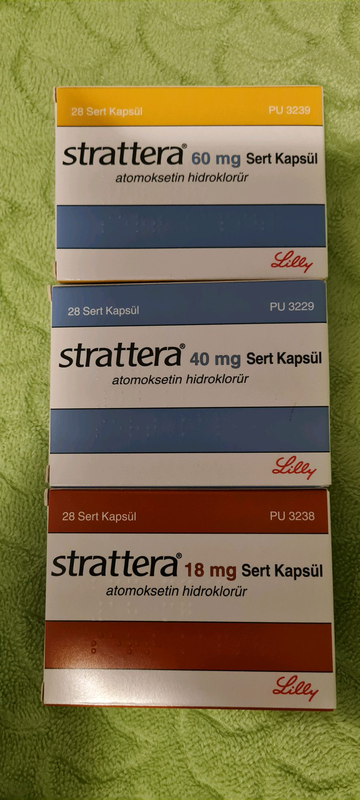 28 Sert Kapsül PU 3239
strattera® 60 mg Sert Kapsül
atomoksetin hidroklorür
Lilly
28 Sert Kapsül PU 3229
strattera® 40 mg Sert Kapsül
atomoksetin hidroklorür
Lilly
28 Sert Kapsül PU 3238
strattera® 18 mg Sert Kapsül
atomoksetin hidroklorür
Lilly